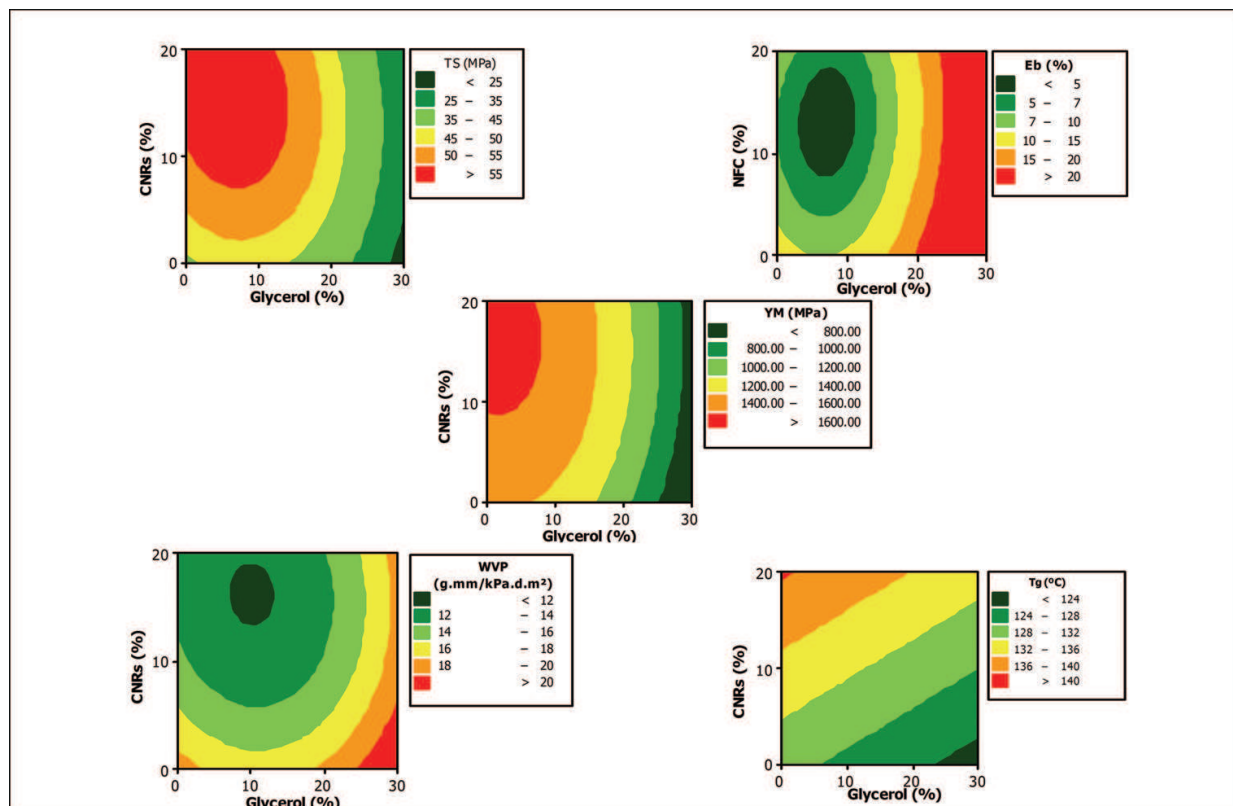 20
10
0
CNRs (%)
0 10 20 30
Glycerol (%)
TS (MPa)
< 25
25 – 35
35 – 45
45 – 50
50 – 55
> 55
20
10
0
NFC (%)
0 10 20 30
Glycerol (%)
Eb (%)
< 5
5 – 7
7 – 10
10 – 15
15 – 20
> 20
20
10
0
CNRs (%)
0 10 20 30
Glycerol (%)
YM (MPa)
< 800.00
800.00 – 1000.00
1000.00 – 1200.00
1200.00 – 1400.00
1400.00 – 1600.00
> 1600.00
20
10
0
CNRs (%)
0 10 20 30
Glycerol (%)
WVP
(g.mm/kPa.d.m²)
< 12
12 – 14
14 – 16
16 – 18
18 – 20
> 20
20
10
0
CNRs (%)
0 10 20 30
Glycerol (%)
Tg (ºC)
< 124
124 – 128
128 – 132
132 – 136
136 – 140
> 140